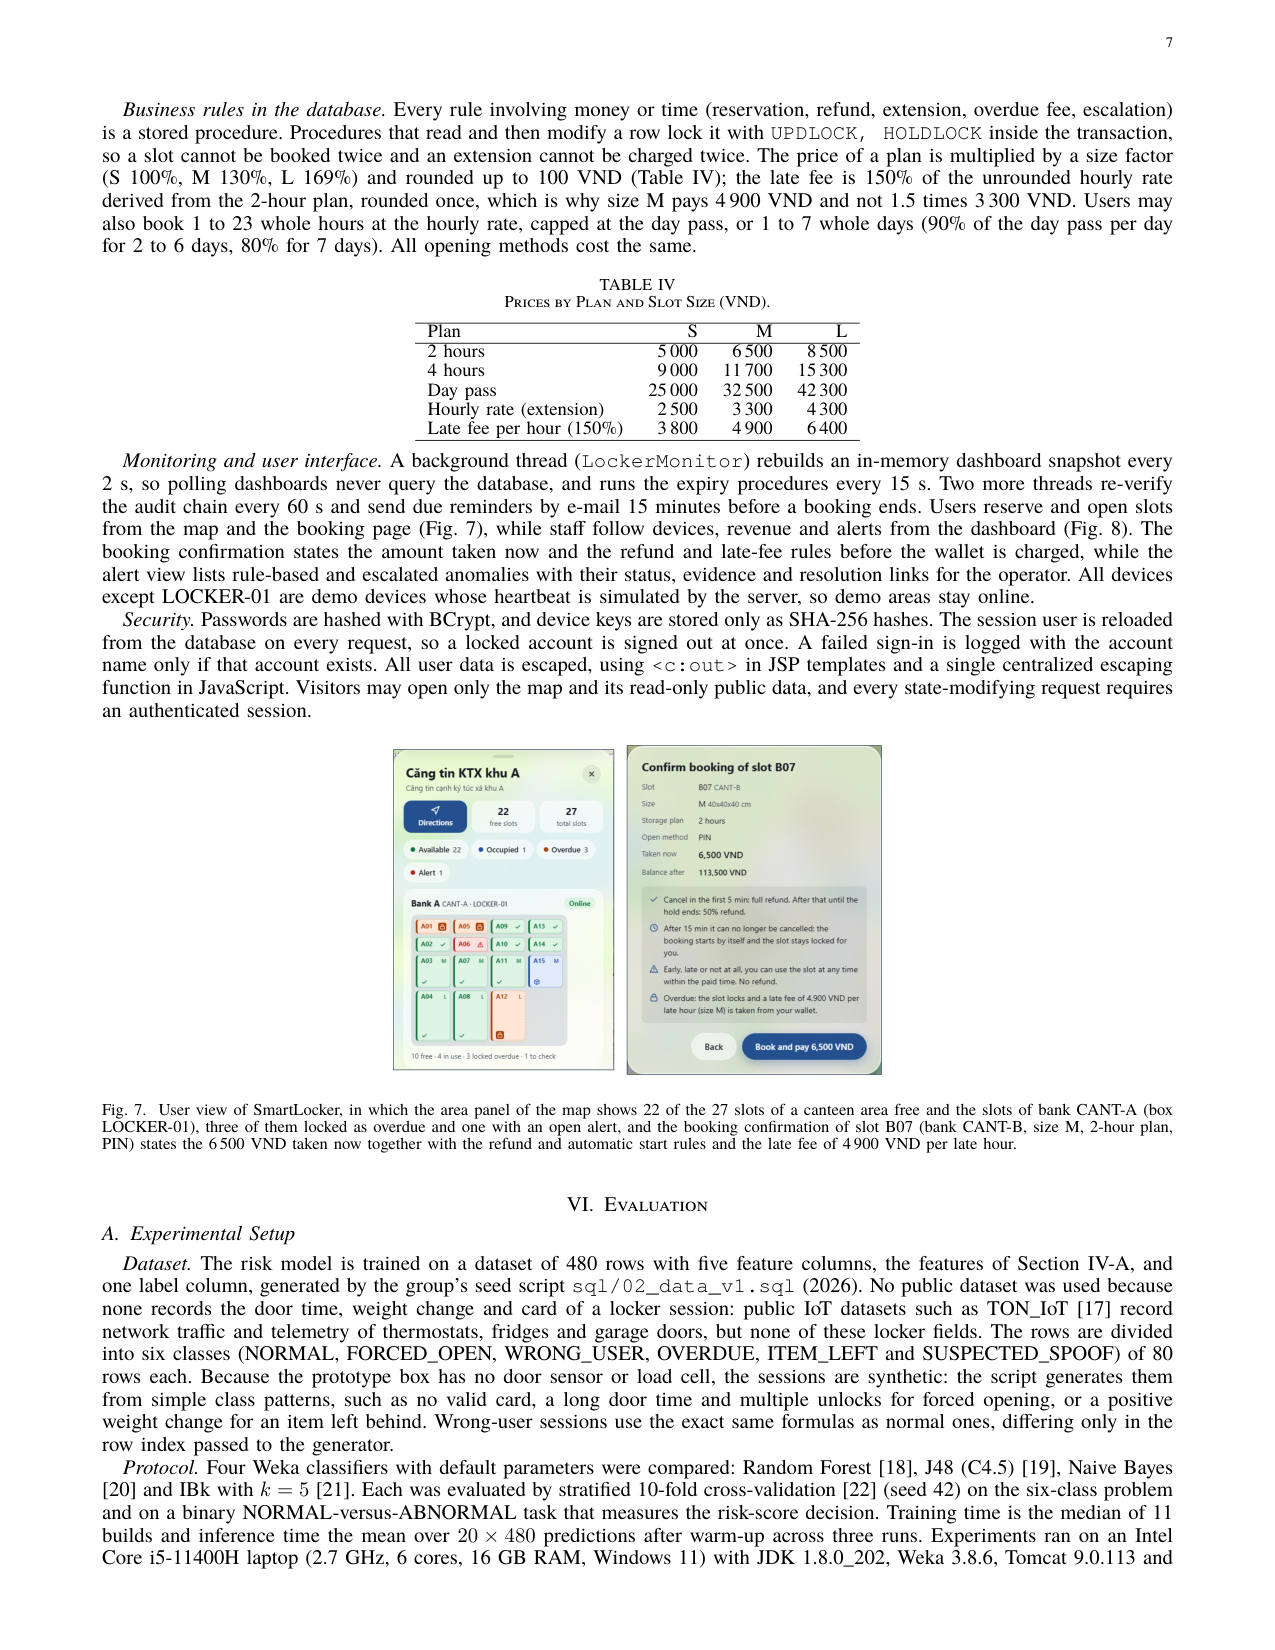 7
Business rules in the database. Every rule involving money or time (reservation, refund, extension, overdue fee, escalation)
is a stored procedure. Procedures that read and then modify a row lock it with UPDLOCK, HOLDLOCK inside the transaction,
so a slot cannot be booked twice and an extension cannot be charged twice. The price of a plan is multiplied by a size factor
(S 100%, M 130%, L 169%) and rounded up to 100 VND (Table IV); the late fee is 150% of the unrounded hourly rate
derived from the 2-hour plan, rounded once, which is why size M pays 4 900 VND and not 1.5 times 3 300 VND. Users may
also book 1 to 23 whole hours at the hourly rate, capped at the day pass, or 1 to 7 whole days (90% of the day pass per day
for 2 to 6 days, 80% for 7 days). All opening methods cost the same.
TABLE IV
Prices by Plan and Slot Size (VND).
Plan S M L
2 hours 5 000 6 500 8 500
4 hours 9 000 11 700 15 300
Day pass 25 000 32 500 42 300
Hourly rate (extension) 2 500 3 300 4 300
Late fee per hour (150%) 3 800 4 900 6 400
Monitoring and user interface. A background thread (LockerMonitor) rebuilds an in-memory dashboard snapshot every
2 s, so polling dashboards never query the database, and runs the expiry procedures every 15 s. Two more threads re-verify
the audit chain every 60 s and send due reminders by e-mail 15 minutes before a booking ends. Users reserve and open slots
from the map and the booking page (Fig. 7), while staff follow devices, revenue and alerts from the dashboard (Fig. 8). The
booking confirmation states the amount taken now and the refund and late-fee rules before the wallet is charged, while the
alert view lists rule-based and escalated anomalies with their status, evidence and resolution links for the operator. All devices
except LOCKER-01 are demo devices whose heartbeat is simulated by the server, so demo areas stay online.
Security. Passwords are hashed with BCrypt, and device keys are stored only as SHA-256 hashes. The session user is reloaded
from the database on every request, so a locked account is signed out at once. A failed sign-in is logged with the account
name only if that account exists. All user data is escaped, using <c:out> in JSP templates and a single centralized escaping
function in JavaScript. Visitors may open only the map and its read-only public data, and every state-modifying request requires
an authenticated session.
Căng tin KTX khu A
Căng tin cạnh ký túc xá khu A
Directions
22
free slots
27
total slots
Available 22
Occupied 1
Overdue 3
Alert 1
Bank A CANT-A · LOCKER-01
Online
A01 A05 A09 A13
A02 A06 A10 A14
A03 M A07 M A11 M A15 M
A04 L A08 L A12 L
10 free · 4 in use · 3 locked overdue · 1 to check
Confirm booking of slot B07
Slot B07 CANT-B
Size M 40x40x40 cm
Storage plan 2 hours
Open method PIN
Taken now 6,500 VND
Balance after 113,500 VND
Cancel in the first 5 min: full refund. After that until the
hold ends: 50% refund.
After 15 min it can no longer be cancelled: the
booking starts by itself and the slot stays locked for
you.
Early, late or not at all, you can use the slot at any time
within the paid time. No refund.
Overdue: the slot locks and a late fee of 4,900 VND per
late hour (size M) is taken from your wallet.
Back
Book and pay 6,500 VND
Fig. 7. User view of SmartLocker, in which the area panel of the map shows 22 of the 27 slots of a canteen area free and the slots of bank CANT-A (box
LOCKER-01), three of them locked as overdue and one with an open alert, and the booking confirmation of slot B07 (bank CANT-B, size M, 2-hour plan,
PIN) states the 6 500 VND taken now together with the refund and automatic start rules and the late fee of 4 900 VND per late hour.
VI. Evaluation
A. Experimental Setup
Dataset. The risk model is trained on a dataset of 480 rows with five feature columns, the features of Section IV-A, and
one label column, generated by the group's seed script sql/02_data_v1.sql (2026). No public dataset was used because
none records the door time, weight change and card of a locker session: public IoT datasets such as TON_IoT [17] record
network traffic and telemetry of thermostats, fridges and garage doors, but none of these locker fields. The rows are divided
into six classes (NORMAL, FORCED_OPEN, WRONG_USER, OVERDUE, ITEM_LEFT and SUSPECTED_SPOOF) of 80
rows each. Because the prototype box has no door sensor or load cell, the sessions are synthetic: the script generates them
from simple class patterns, such as no valid card, a long door time and multiple unlocks for forced opening, or a positive
weight change for an item left behind. Wrong-user sessions use the exact same formulas as normal ones, differing only in the
row index passed to the generator.
Protocol. Four Weka classifiers with default parameters were compared: Random Forest [18], J48 (C4.5) [19], Naive Bayes
[20] and IBk with k = 5 [21]. Each was evaluated by stratified 10-fold cross-validation [22] (seed 42) on the six-class problem
and on a binary NORMAL-versus-ABNORMAL task that measures the risk-score decision. Training time is the median of 11
builds and inference time the mean over 20 × 480 predictions after warm-up across three runs. Experiments ran on an Intel
Core i5-11400H laptop (2.7 GHz, 6 cores, 16 GB RAM, Windows 11) with JDK 1.8.0_202, Weka 3.8.6, Tomcat 9.0.113 and